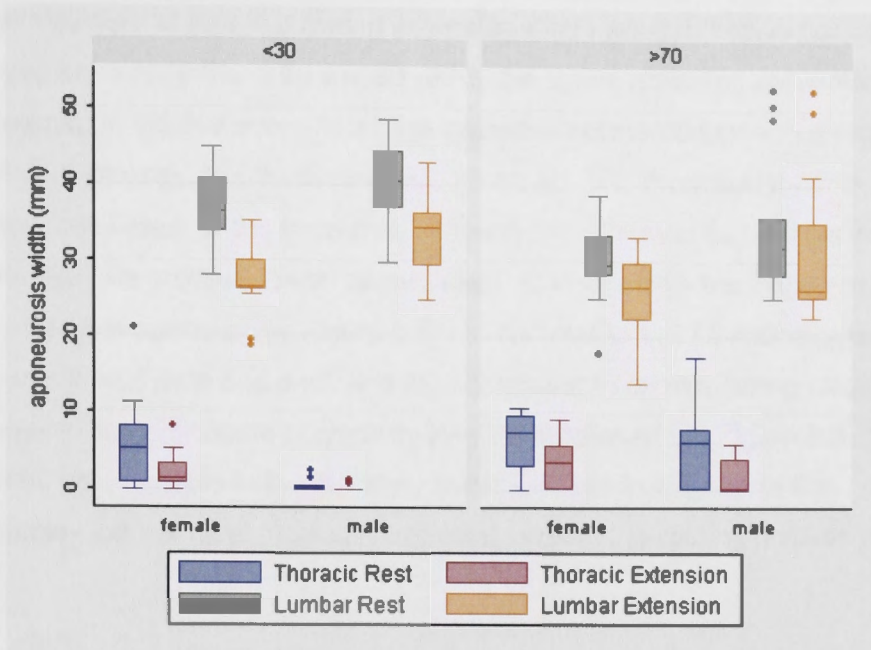 <30 >70
aponeurosis width (mm)
50
40
30
20
10
0
female male female male
Thoracic Rest Thoracic Extension
Lumbar Rest Lumbar Extension